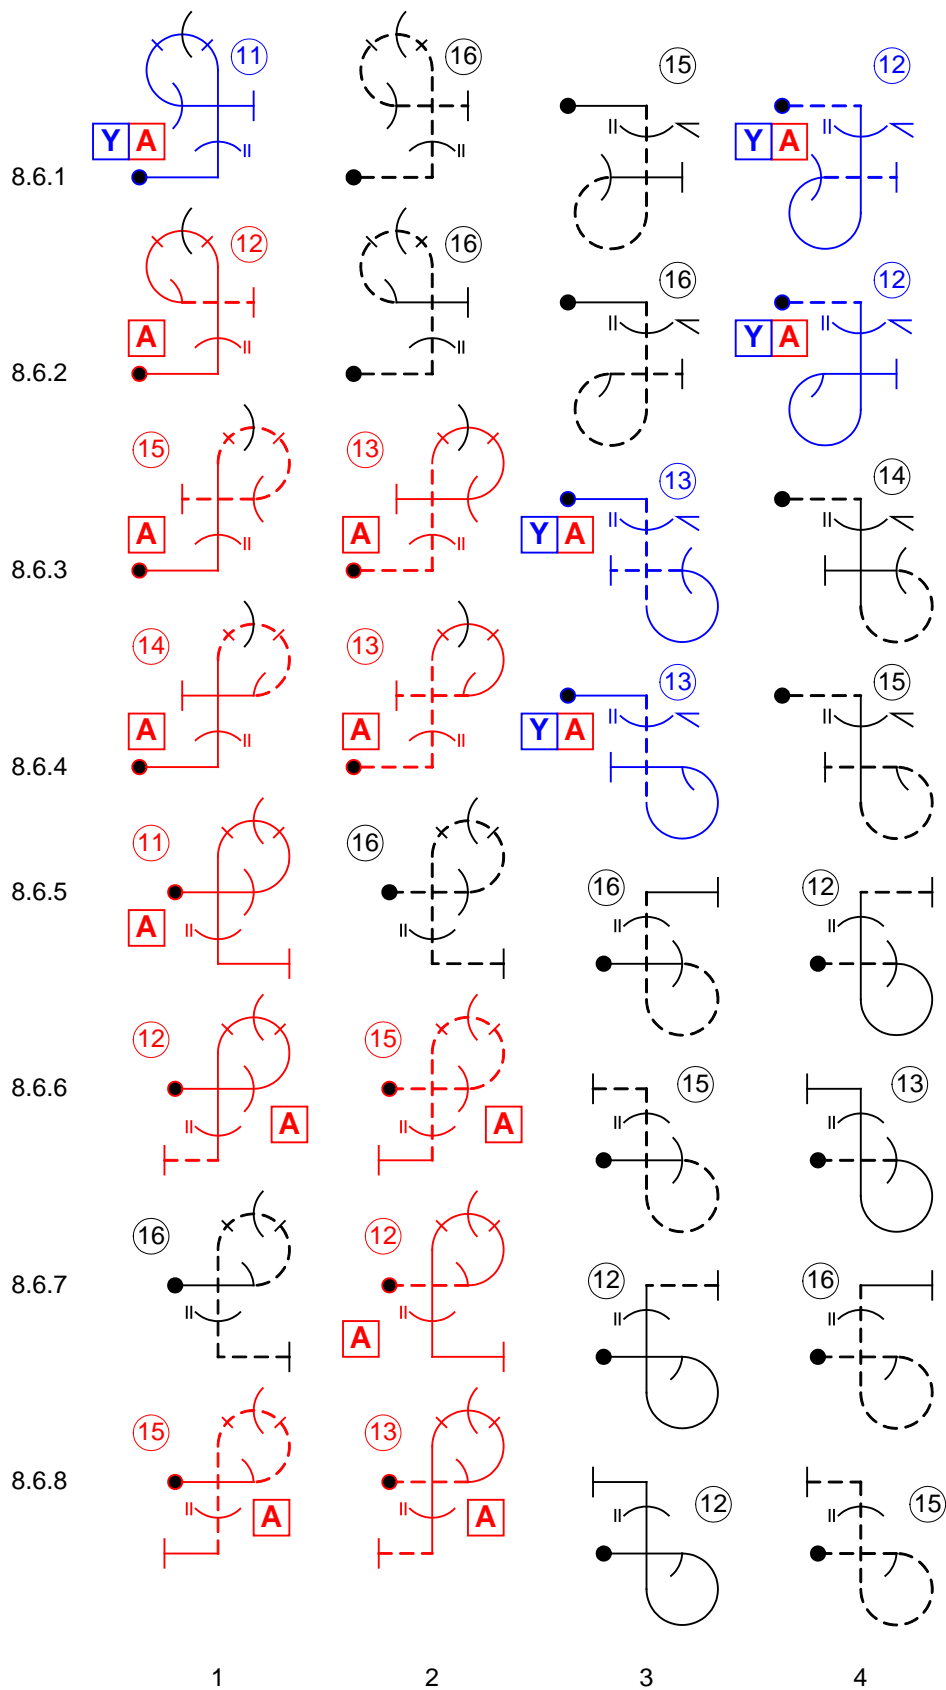 11 16 15 12
8.6.1 Y A Y A
12 16 16 12
8.6.2 A Y A
15 13 13 14
8.6.3 A A Y A
14 13 13 15
8.6.4 A A Y A
11 16 16 12
8.6.5 A
12 15 15 13
8.6.6 A A
16 12 12 16
8.6.7 A
15 13 12 15
8.6.8 A A
1 2 3 4